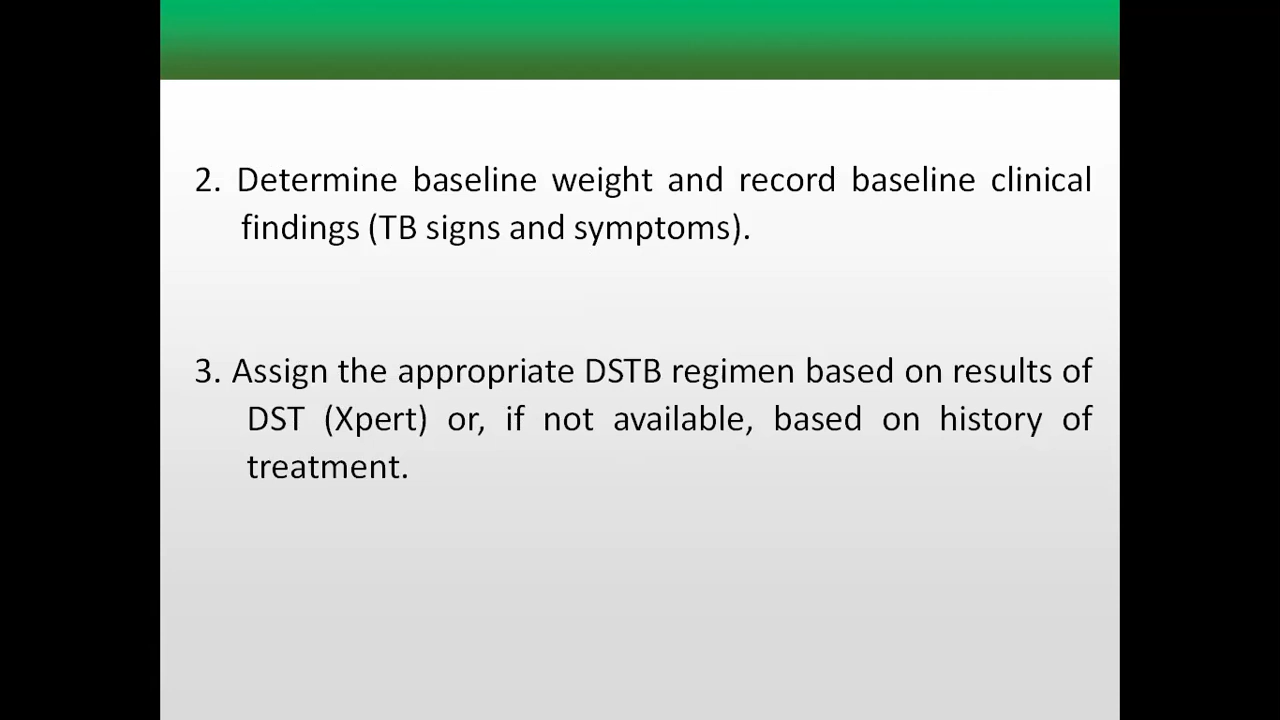 2. Determine baseline weight and record baseline clinical
findings (TB signs and symptoms).
3. Assign the appropriate DSTB regimen based on results of
DST (Xpert) or, if not available, based on history of
treatment.